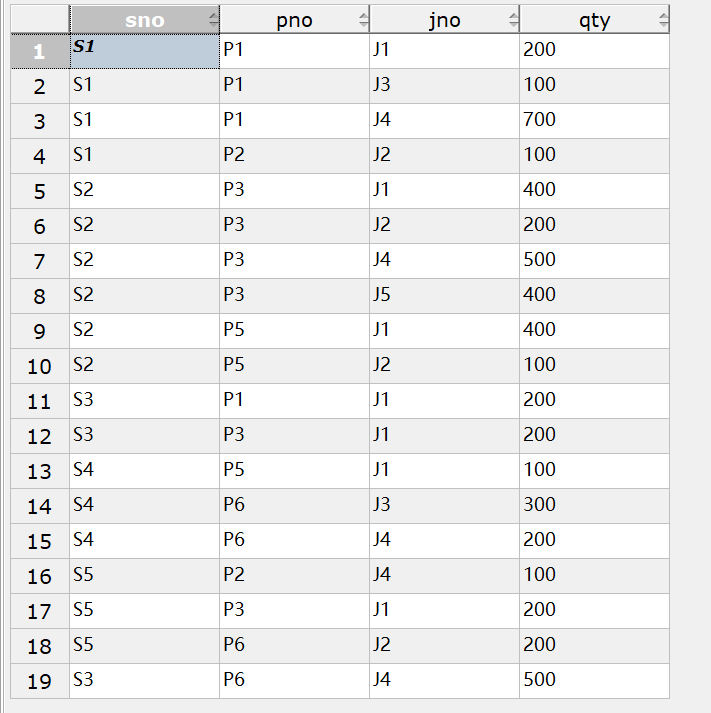 sno pno jno qty
1 S1 P1 J1 200
2 S1 P1 J3 100
3 S1 P1 J4 700
4 S1 P2 J2 100
5 S2 P3 J1 400
6 S2 P3 J2 200
7 S2 P3 J4 500
8 S2 P3 J5 400
9 S2 P5 J1 400
10 S2 P5 J2 100
11 S3 P1 J1 200
12 S3 P3 J1 200
13 S4 P5 J1 100
14 S4 P6 J3 300
15 S4 P6 J4 200
16 S5 P2 J4 100
17 S5 P3 J1 200
18 S5 P6 J2 200
19 S3 P6 J4 500